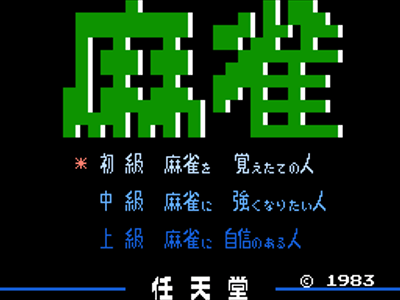 麻雀
* 初級 麻雀を 覚えたての人
中級 麻雀に 強くなりたい人
上級 麻雀に 自信のある人
任天堂 © 1983